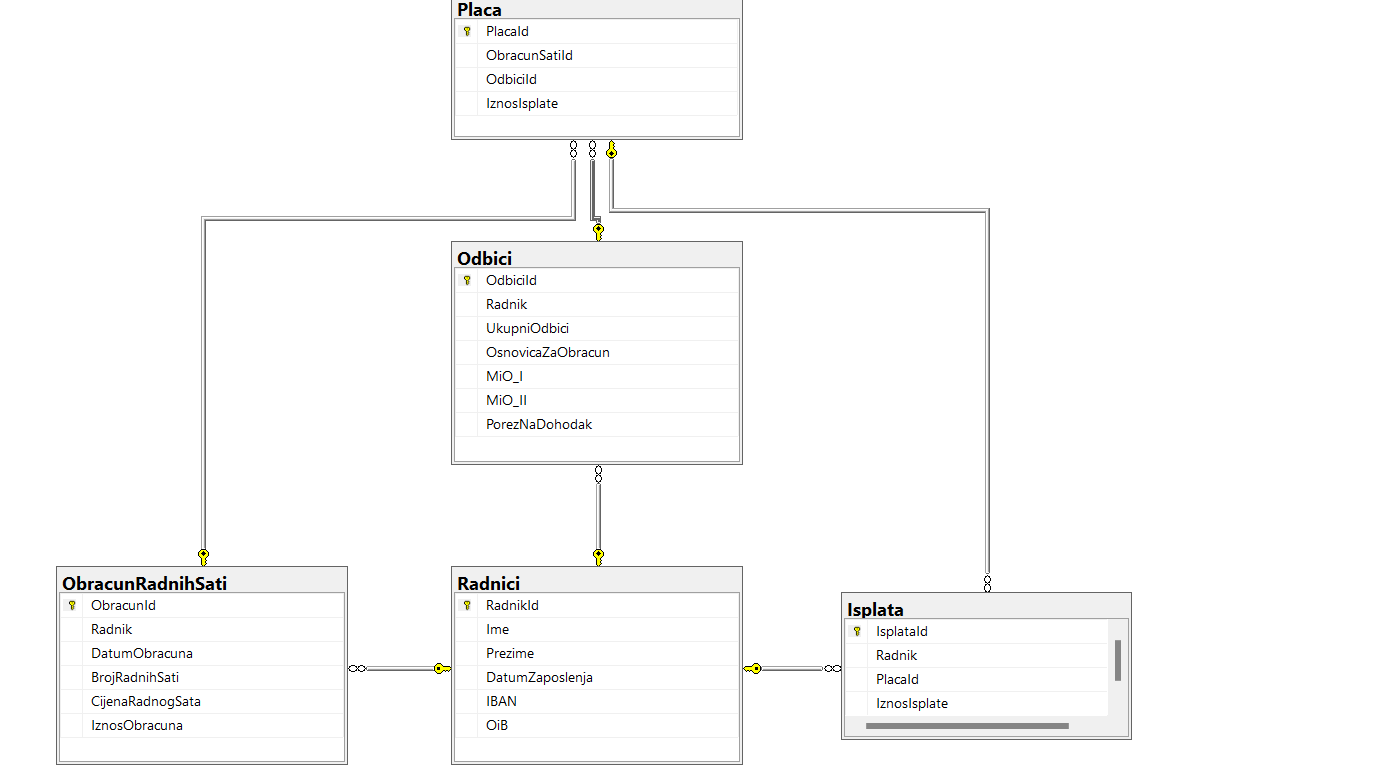 Placa
PlacaId
ObracunSatiId
OdbiciId
IznosIsplate
Odbici
OdbiciId
Radnik
UkupniOdbici
OsnovicaZaObracun
MiO_I
MiO_II
PorezNaDohodak
ObracunRadnihSati
ObracunId
Radnik
DatumObracuna
BrojRadnihSati
CijenaRadnogSata
IznosObracuna
Radnici
RadnikId
Ime
Prezime
DatumZaposlenja
IBAN
OiB
Isplata
IsplataId
Radnik
PlacaId
IznosIsplate